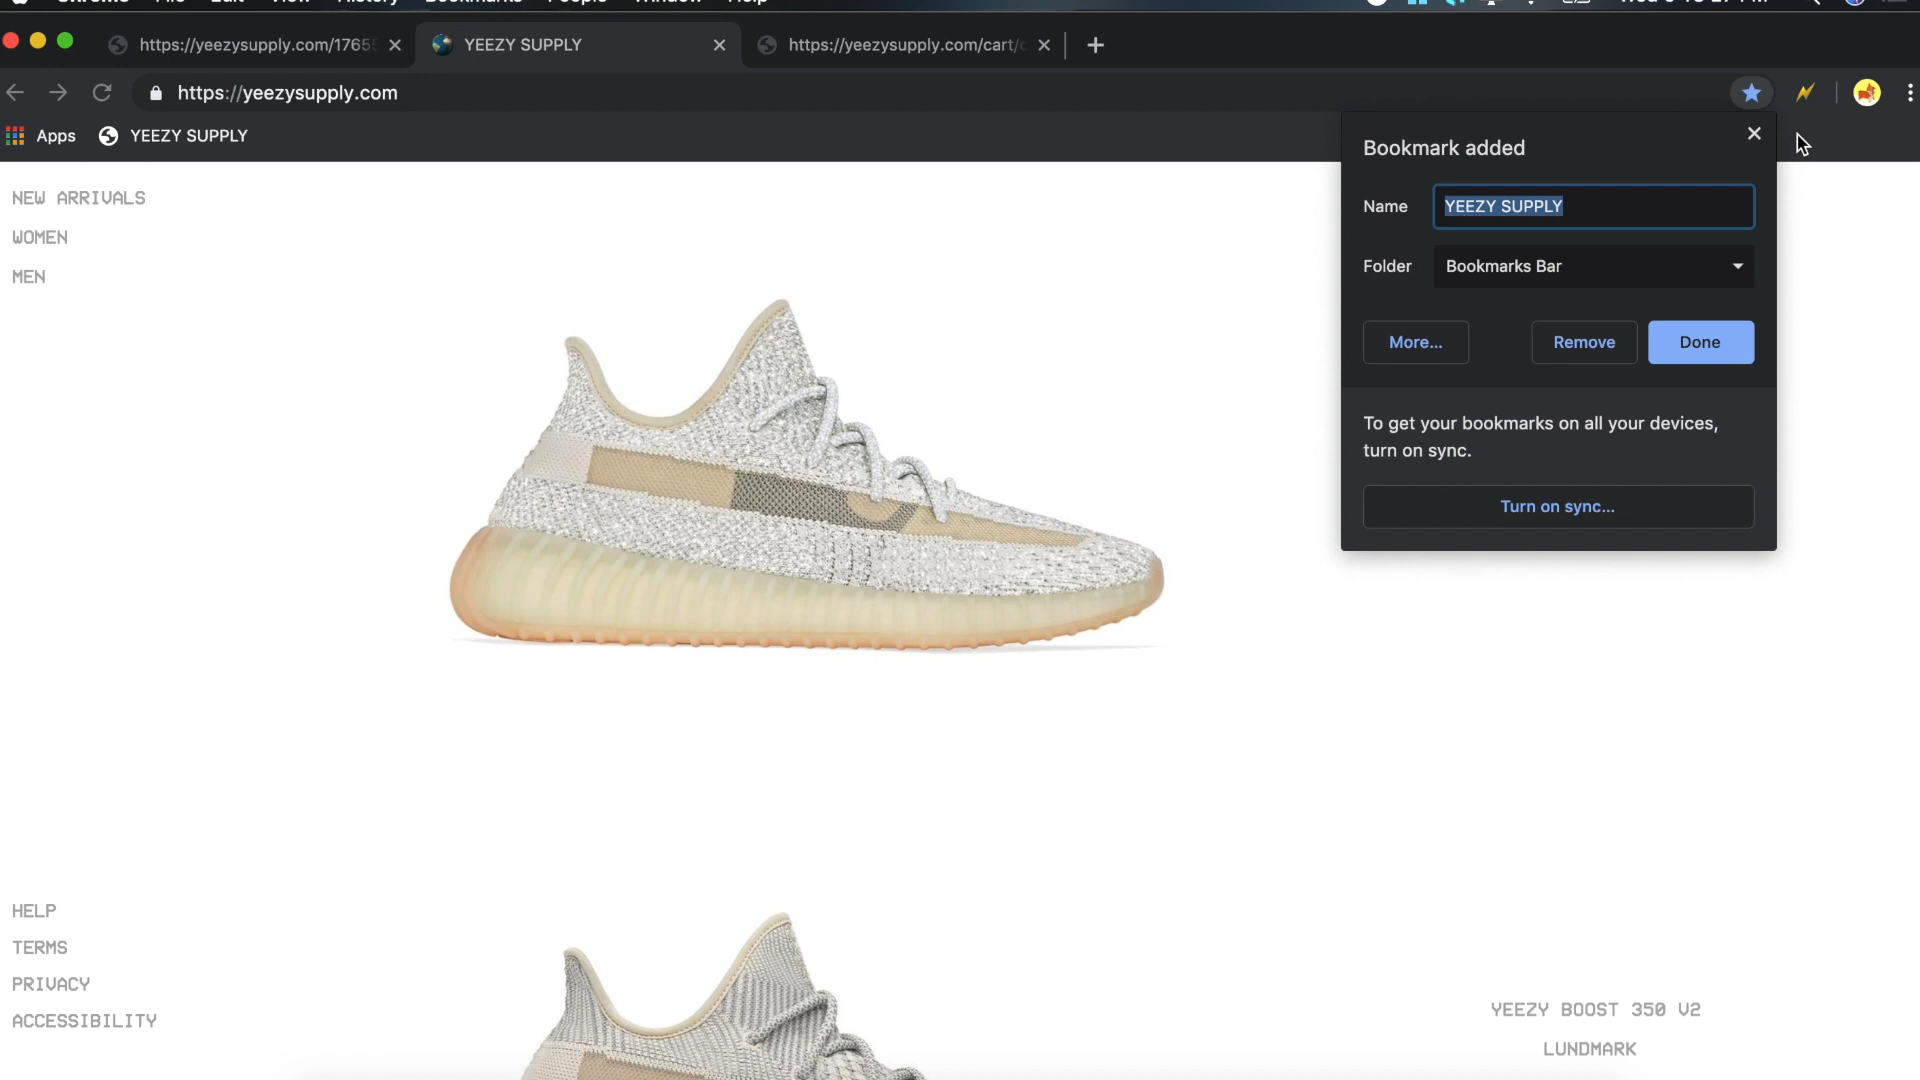 https://yeezysupply.com/1765
YEEZY SUPPLY
https://yeezysupply.com/cart/
https://yeezysupply.com
Apps
YEEZY SUPPLY
Bookmark added
Name
YEEZY SUPPLY
Folder
Bookmarks Bar
More...
Remove
Done
To get your bookmarks on all your devices,
turn on sync.
Turn on sync...
NEW ARRIVALS
WOMEN
MEN
HELP
TERMS
PRIVACY
ACCESSIBILITY
YEEZY BOOST 350 V2
LUNDMARK